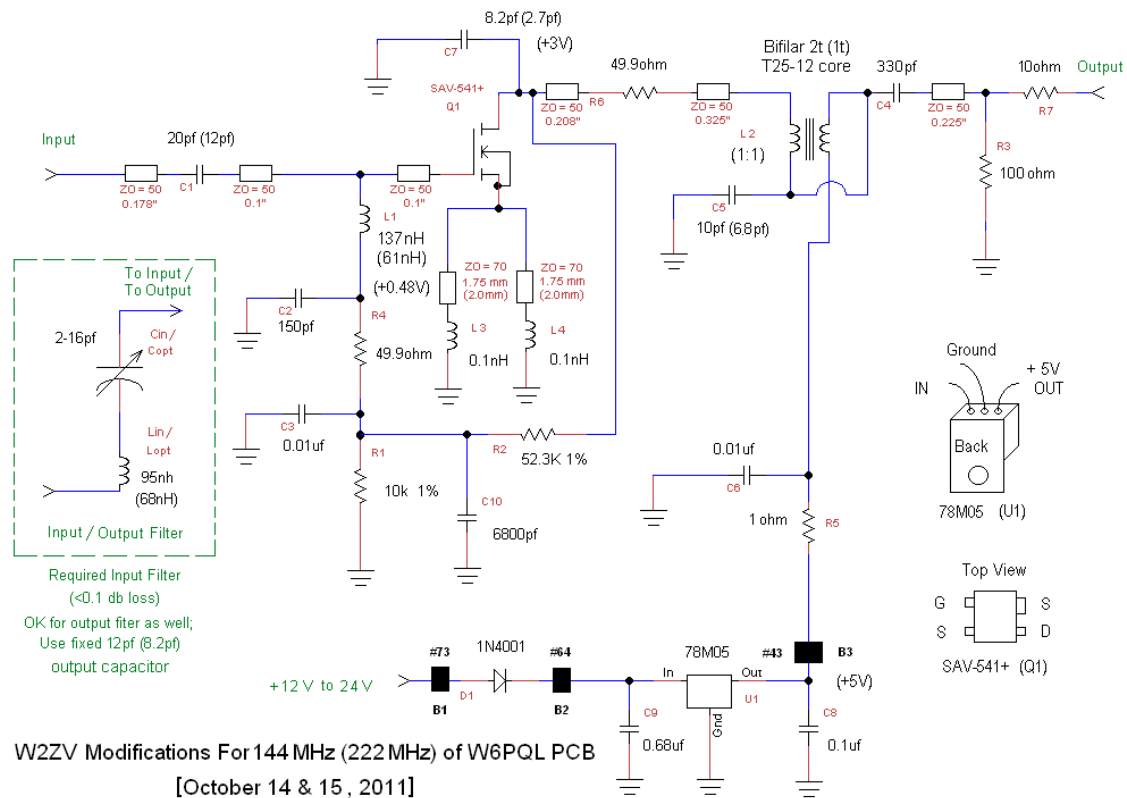 8.2pf (2.7pf)
C7
(+3V)
SAV-541+
Q1
49.9ohm
Bifilar 2t (1t)
T25-12 core
330pf
10ohm
Output
ZO = 50
0.208"
R6
ZO = 50
0.325"
L2
(1:1)
C4
ZO = 50
0.225"
R7
R3
100 ohm
Input
20pf (12pf)
ZO = 50
0.178"
C1
ZO = 50
0.1"
ZO = 50
0.1"
C5
10pf (6.8pf)
L1
137nH
(61nH)
(+0.48V)
ZO = 70
1.75 mm
(2.0mm)
ZO = 70
1.75 mm
(2.0mm)
L3
0.1nH
L4
0.1nH
To Input /
To Output
2-16pf
Cin/
Copt
Lin/
Lopt
95nh
(68nH)
Input / Output Filter
Required Input Filter
(<0.1 db loss)
OK for output fiter as well;
Use fixed 12pf (8.2pf)
output capacitor
C2
150pf
R4
49.9ohm
C3
0.01uf
R1
10k 1%
R2
52.3K 1%
C10
6800pf
0.01uf
C6
1 ohm
R5
Ground
IN
+ 5V
OUT
Back
78M05 (U1)
Top View
G
S
S
D
SAV-541+ (Q1)
+12 V to 24 V
#73
B1
1N4001
D1
#64
B2
C9
0.68uf
78M05
In
Out
Gnd
U1
#43
B3
(+5V)
C8
0.1uf
W2ZV Modifications For 144 MHz (222 MHz) of W6PQL PCB
[October 14 & 15 , 2011]